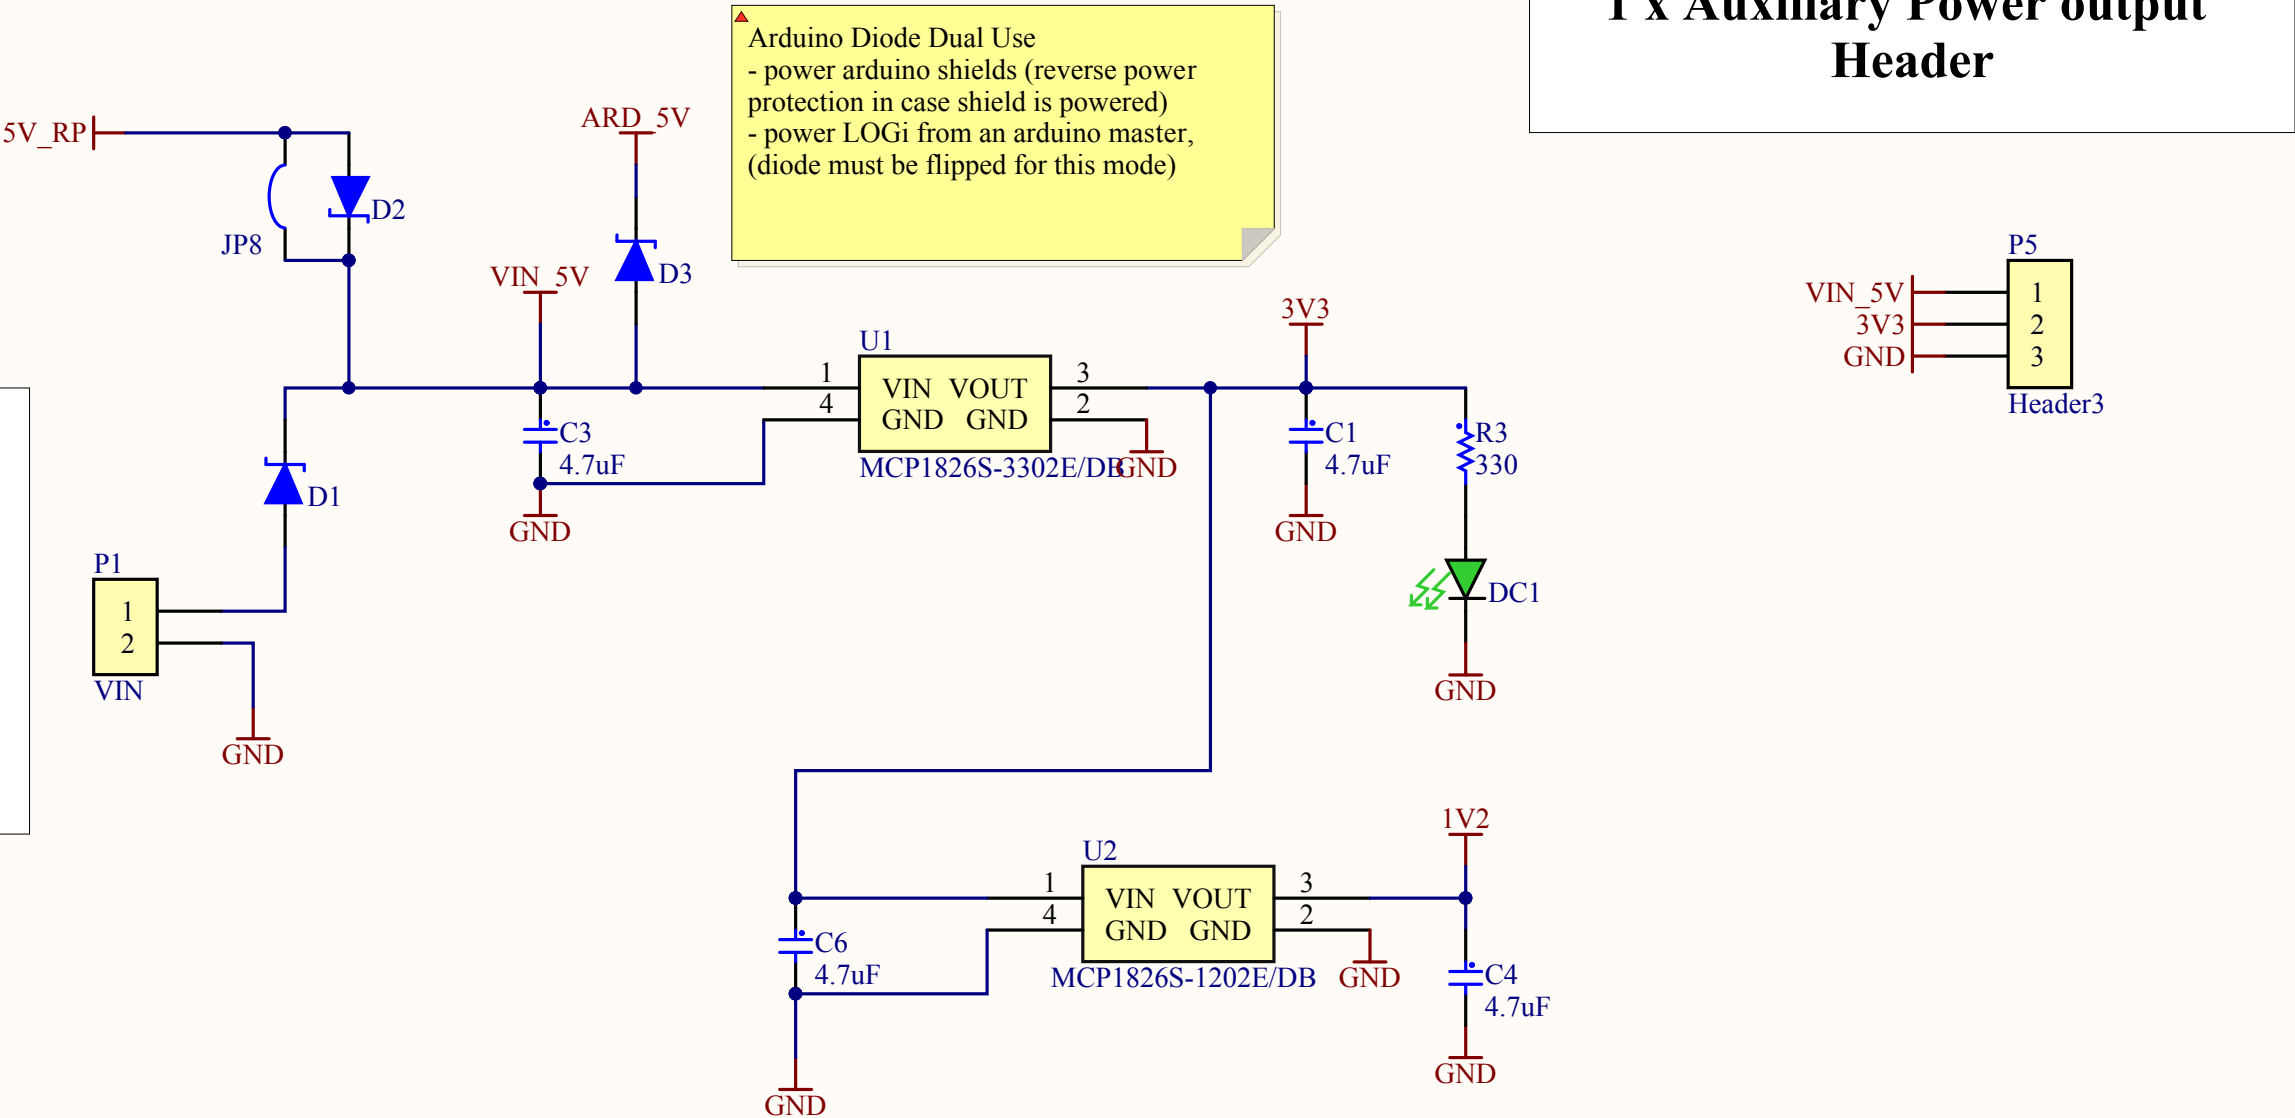 1 x Auxiliary Power output
Header
Arduino Diode Dual Use
- power arduino shields (reverse power
protection in case shield is powered)
- power LOGi from an arduino master,
(diode must be flipped for this mode)
5V_RP
ARD_5V
D2
JP8
VIN_5V
D3
P5
VIN_5V
3V3
GND
1
2
3
Header3
3V3
U1
1
4
VIN VOUT
GND GND
3
2
MCP1826S-3302E/DB
GND
C3
4.7uF
GND
C1
4.7uF
GND
R3
330
DC1
GND
D1
P1
1
2
VIN
GND
1V2
U2
1
4
VIN VOUT
GND GND
3
2
MCP1826S-1202E/DB
GND
C6
4.7uF
GND
C4
4.7uF
GND